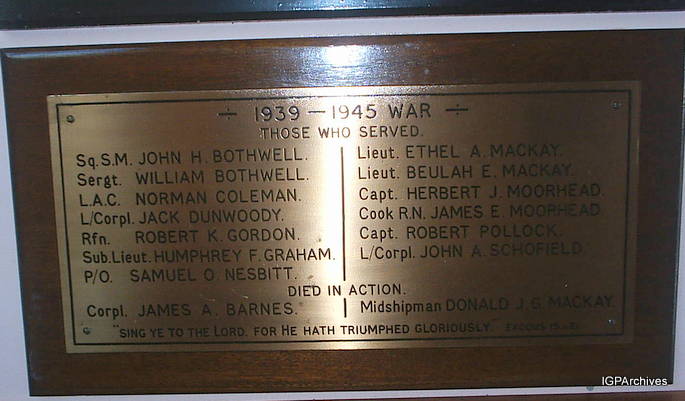 ÷ 1939 — 1945 WAR ÷
THOSE WHO SERVED.
Sq.S.M. JOHN H. BOTHWELL.
Sergt. WILLIAM BOTHWELL.
L.A.C. NORMAN COLEMAN.
L/Corpl. JACK DUNWOODY.
Rfn. ROBERT K. GORDON.
Sub.Lieut. HUMPHREY F. GRAHAM.
P/O. SAMUEL O. NESBITT.
Lieut. ETHEL A. MACKAY.
Lieut. BEULAH E. MACKAY.
Capt. HERBERT J. MOORHEAD.
Cook R.N. JAMES E. MOORHEAD
Capt. ROBERT POLLOCK.
L/Corpl. JOHN A. SCHOFIELD.
DIED IN ACTION.
Corpl. JAMES A. BARNES.
Midshipman DONALD J. G. MACKAY.
"SING YE TO THE LORD, FOR HE HATH TRIUMPHED GLORIOUSLY." EXODUS 15.v.21
IGPArchives